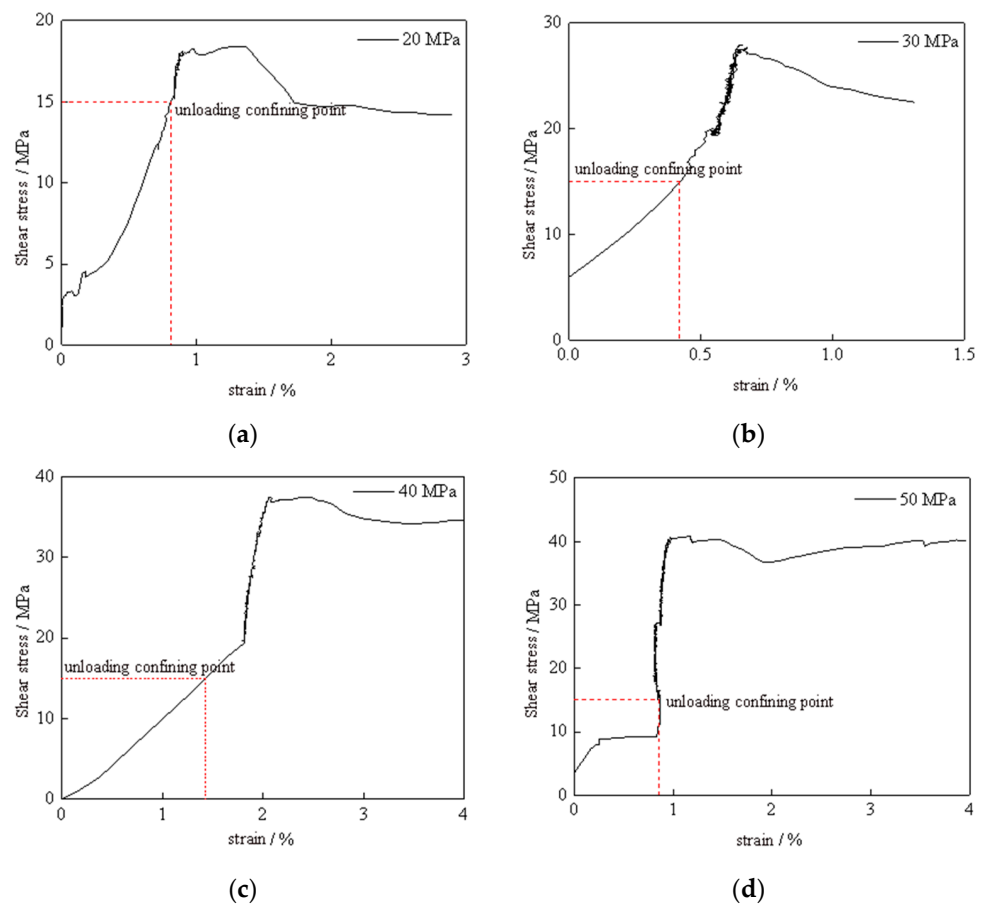 20
20 MPa
15
unloading confining point
10
5
0
0
1
2
3
Shear stress / MPa
strain / %
(a)
30
30 MPa
20
unloading confining point
10
0
0.0
0.5
1.0
1.5
Shear stress / MPa
strain / %
(b)
40
40 MPa
30
20
unloading confining point
10
0
0
1
2
3
4
Shear stress / MPa
strain / %
(c)
50
50 MPa
40
30
20
unloading confining point
10
0
0
1
2
3
4
Shear stress / MPa
strain / %
(d)